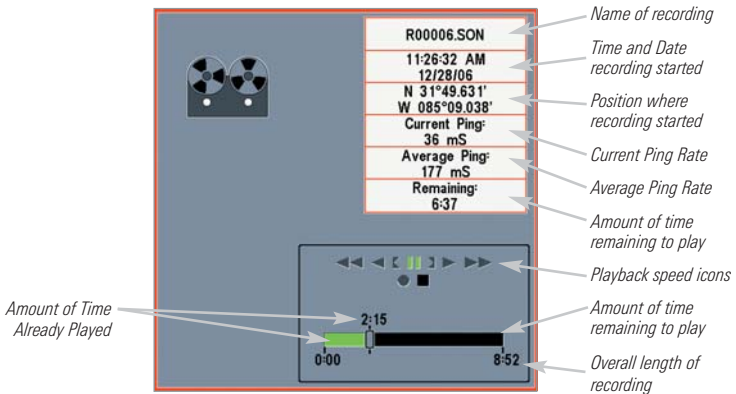 R00006.SON
11:26:32 AM
12/28/06
N 31°49.631'
W 085°09.038'
Current Ping:
36 mS
Average Ping:
177 mS
Remaining:
6:37
Name of recording
Time and Date
recording started
Position where
recording started
Current Ping Rate
Average Ping Rate
Amount of time
remaining to play
Playback speed icons
Amount of time
remaining to play
Overall length of
recording
Amount of Time
Already Played
2:15
0:00
8:52